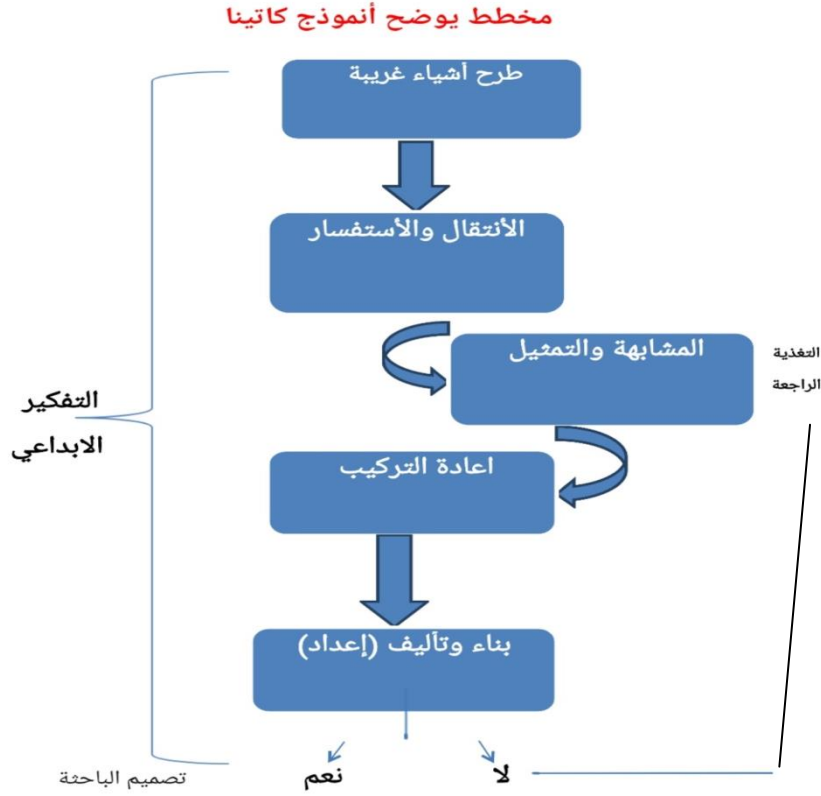 مخطط يوضح أنموذج كاتينا
طرح أشياء غريبة
الأنتقال والأستفسار
المشابهة والتمثيل
التغذية
الراجعة
التفكير
الابداعي
اعادة التركيب
بناء وتأليف (إعداد)
لا
نعم
تصميم الباحثة